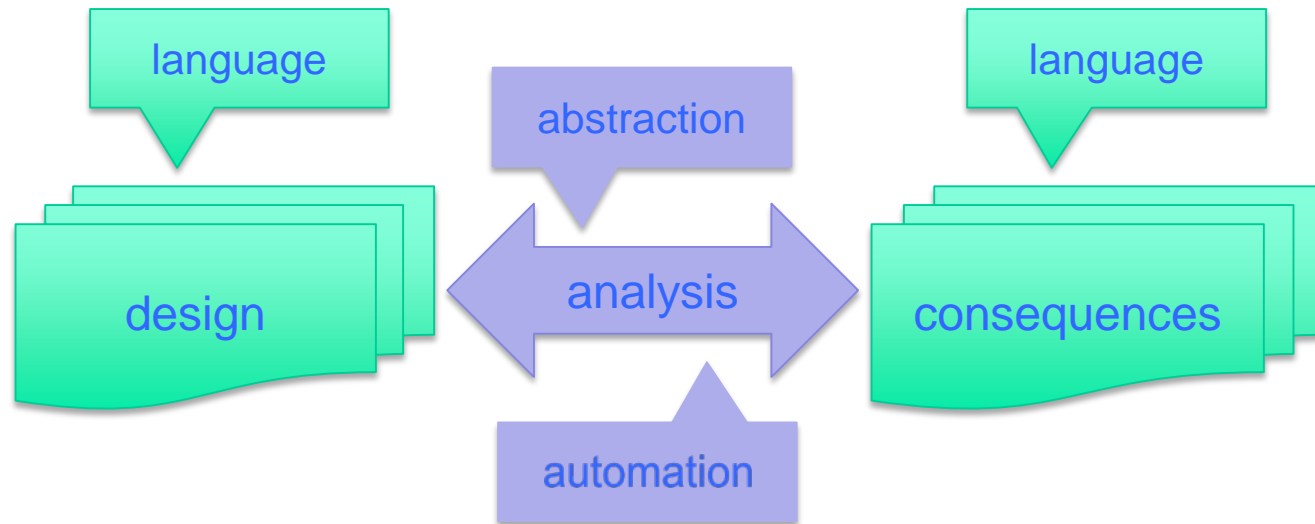 language
language
abstraction
design
analysis
consequences
automation